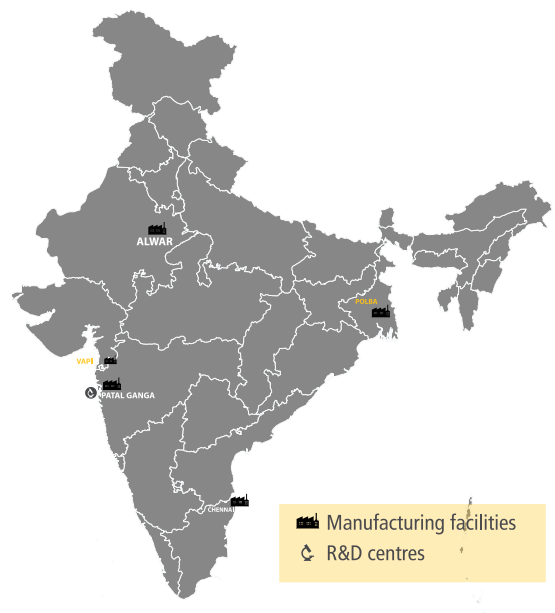 ALWAR
POLBA
VAPI
PATAL GANGA
CHENNAI
Manufacturing facilities
R&D centres